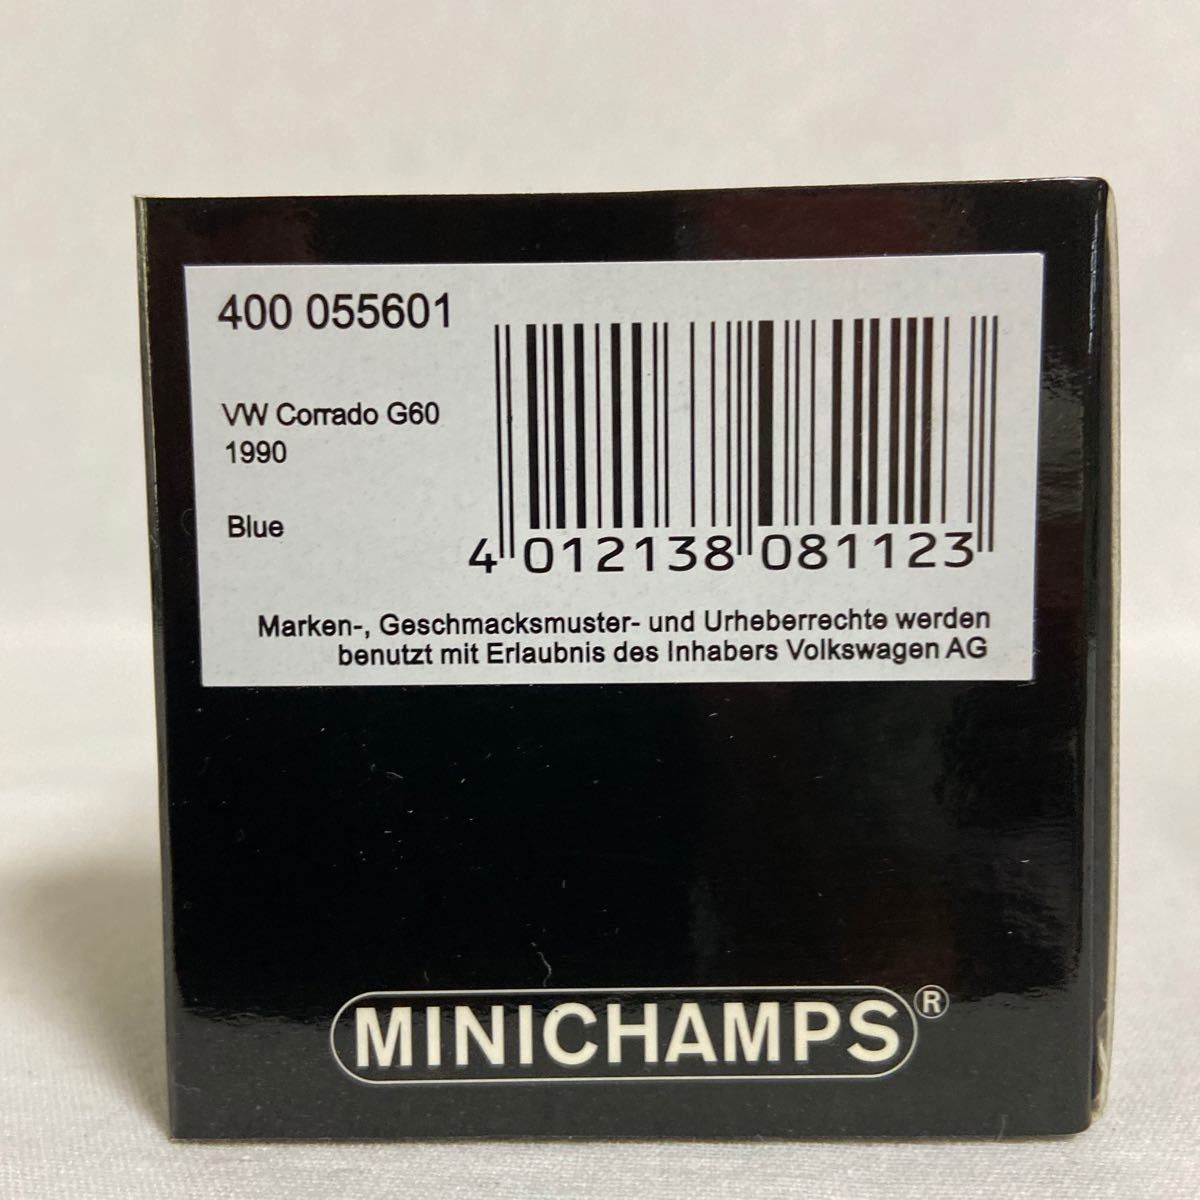 400 055601
VW Corrado G60
1990
Blue
4 012138 081123
Marken-, Geschmacksmuster- und Urheberrechte werden
benutzt mit Erlaubnis des Inhabers Volkswagen AG
MINICHAMPS®